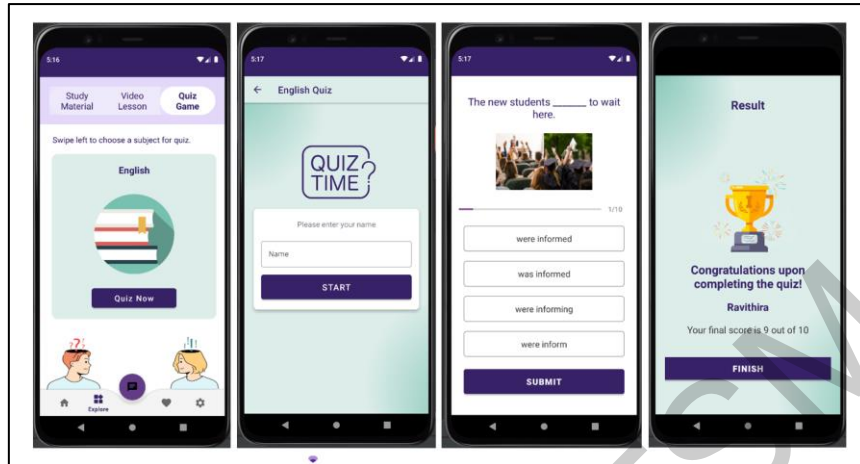 5:16
Study
Material
Video
Lesson
Quiz
Game
Swipe left to choose a subject for quiz.
English
Quiz Now
Explore
5:17
English Quiz
QUIZ
TIME
?
Please enter your name
Name
START
5:17
The new students ______ to wait
here.
1/10
were informed
was informed
were informing
were inform
SUBMIT
Result
Congratulations upon
completing the quiz!
Ravithira
Your final score is 9 out of 10
FINISH